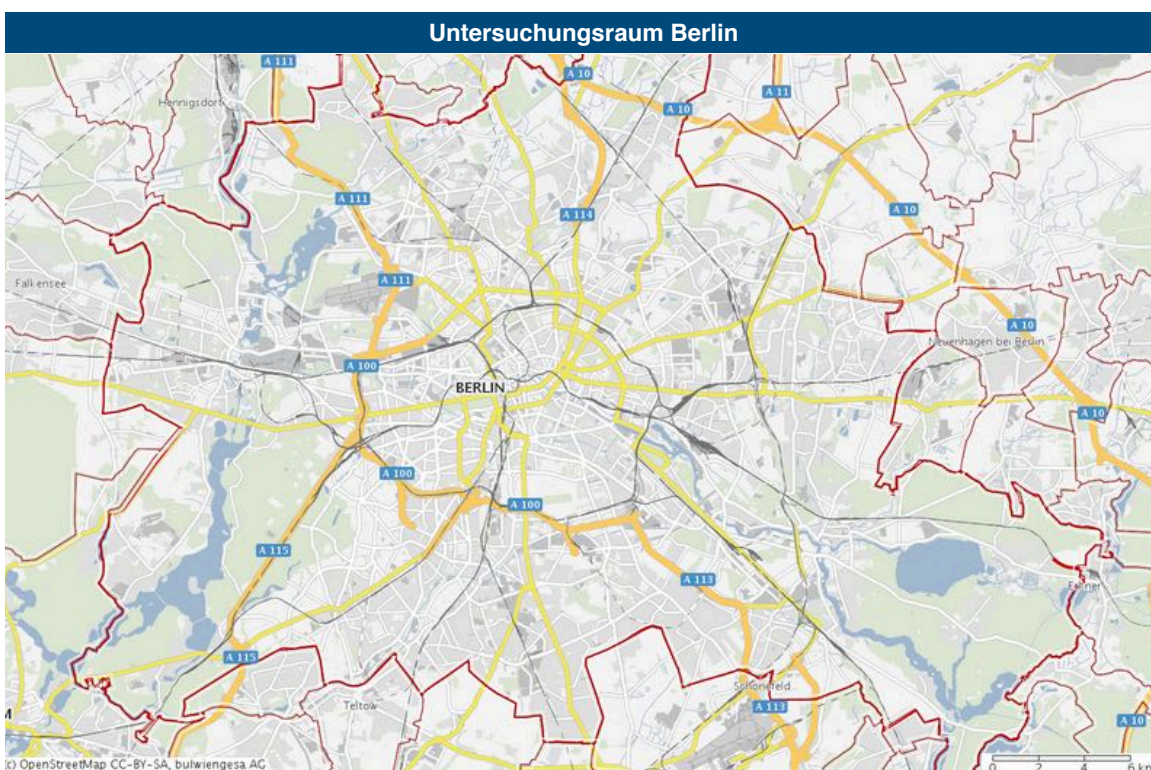 Untersuchungsraum Berlin
A 111
A 10
A 11
Hennigsdorf
A 10
A 111
A 10
A 114
A 111
Falkensee
A 10
Neuenhagen bei Berlin
A 100
BERLIN
A 10
A 100
A 100
A 115
A 113
Erkner
A 115
Schönefeld
Teltow
A 113
M
A 10
(c) OpenStreetMap CC-BY-SA, bulwiengesa AG
0 2 4 6 km